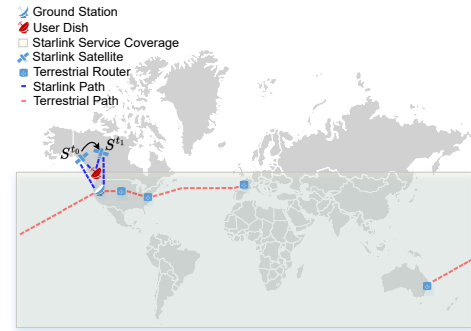 Ground Station
User Dish
Starlink Service Coverage
Starlink Satellite
Terrestrial Router
Starlink Path
Terrestrial Path
S^{t_0} S^{t_1}